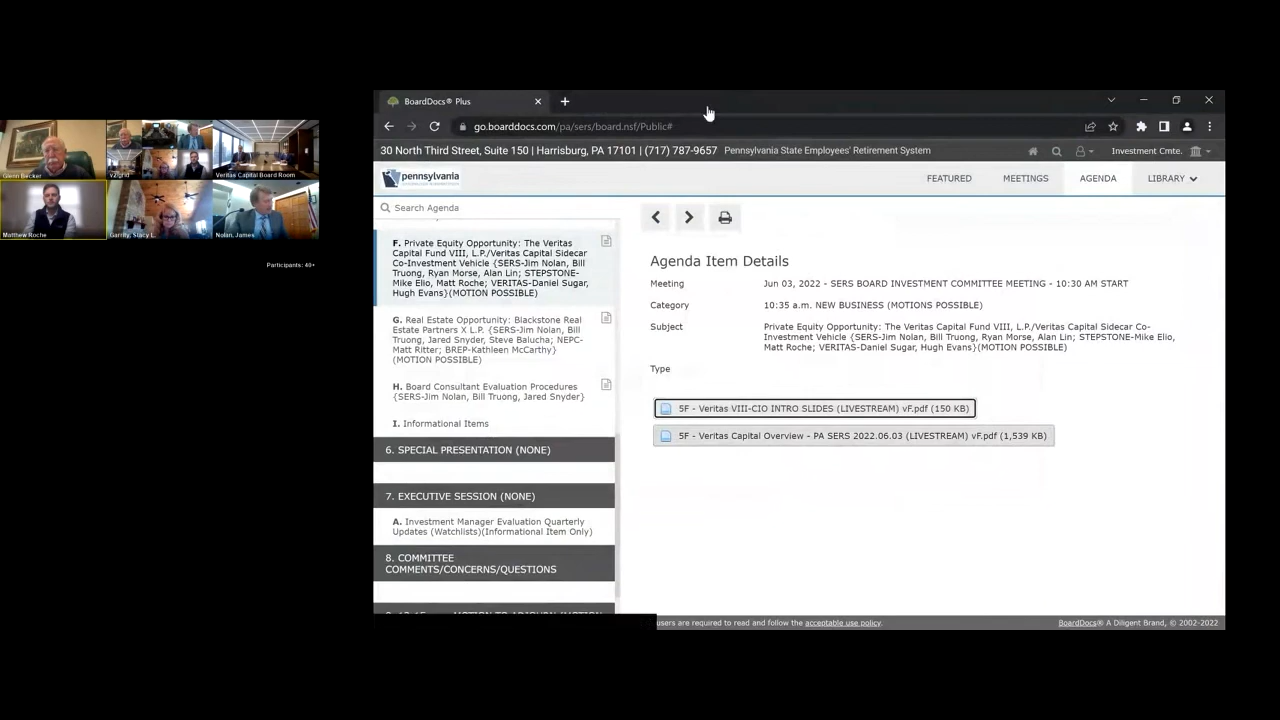 Glenn Becker
v2grid
Veritas Capital Board Room
Matthew Roche
Garrity, Stacy L.
Nolan, James
Participants: 40+
BoardDocs® Plus
go.boarddocs.com/pa/sers/board.nsf/Public#
30 North Third Street, Suite 150 | Harrisburg, PA 17101 | (717) 787-9657 Pennsylvania State Employees' Retirement System
Investment Cmte.
pennsylvania
FEATURED
MEETINGS
AGENDA
LIBRARY
Search Agenda
F. Private Equity Opportunity: The Veritas
Capital Fund VIII, L.P./Veritas Capital Sidecar
Co-Investment Vehicle {SERS-Jim Nolan, Bill
Truong, Ryan Morse, Alan Lin; STEPSTONE-
Mike Elio, Matt Roche; VERITAS-Daniel Sugar,
Hugh Evans}(MOTION POSSIBLE)
G. Real Estate Opportunity: Blackstone Real
Estate Partners X L.P. {SERS-Jim Nolan, Bill
Truong, Jared Snyder, Steve Balucha; NEPC-
Matt Ritter; BREP-Kathleen McCarthy}
(MOTION POSSIBLE)
H. Board Consultant Evaluation Procedures
{SERS-Jim Nolan, Bill Truong, Jared Snyder}
I. Informational Items
6. SPECIAL PRESENTATION (NONE)
7. EXECUTIVE SESSION (NONE)
A. Investment Manager Evaluation Quarterly
Updates (Watchlists)(Informational Item Only)
8. COMMITTEE
COMMENTS/CONCERNS/QUESTIONS
Agenda Item Details
Meeting Jun 03, 2022 - SERS BOARD INVESTMENT COMMITTEE MEETING - 10:30 AM START
Category 10:35 a.m. NEW BUSINESS (MOTIONS POSSIBLE)
Subject Private Equity Opportunity: The Veritas Capital Fund VIII, L.P./Veritas Capital Sidecar Co-
Investment Vehicle {SERS-Jim Nolan, Bill Truong, Ryan Morse, Alan Lin; STEPSTONE-Mike Elio,
Matt Roche; VERITAS-Daniel Sugar, Hugh Evans}(MOTION POSSIBLE)
Type
5F - Veritas VIII-CIO INTRO SLIDES (LIVESTREAM) vF.pdf (150 KB)
5F - Veritas Capital Overview - PA SERS 2022.06.03 (LIVESTREAM) vF.pdf (1,539 KB)
users are required to read and follow the acceptable use policy.
BoardDocs® A Diligent Brand, © 2002-2022